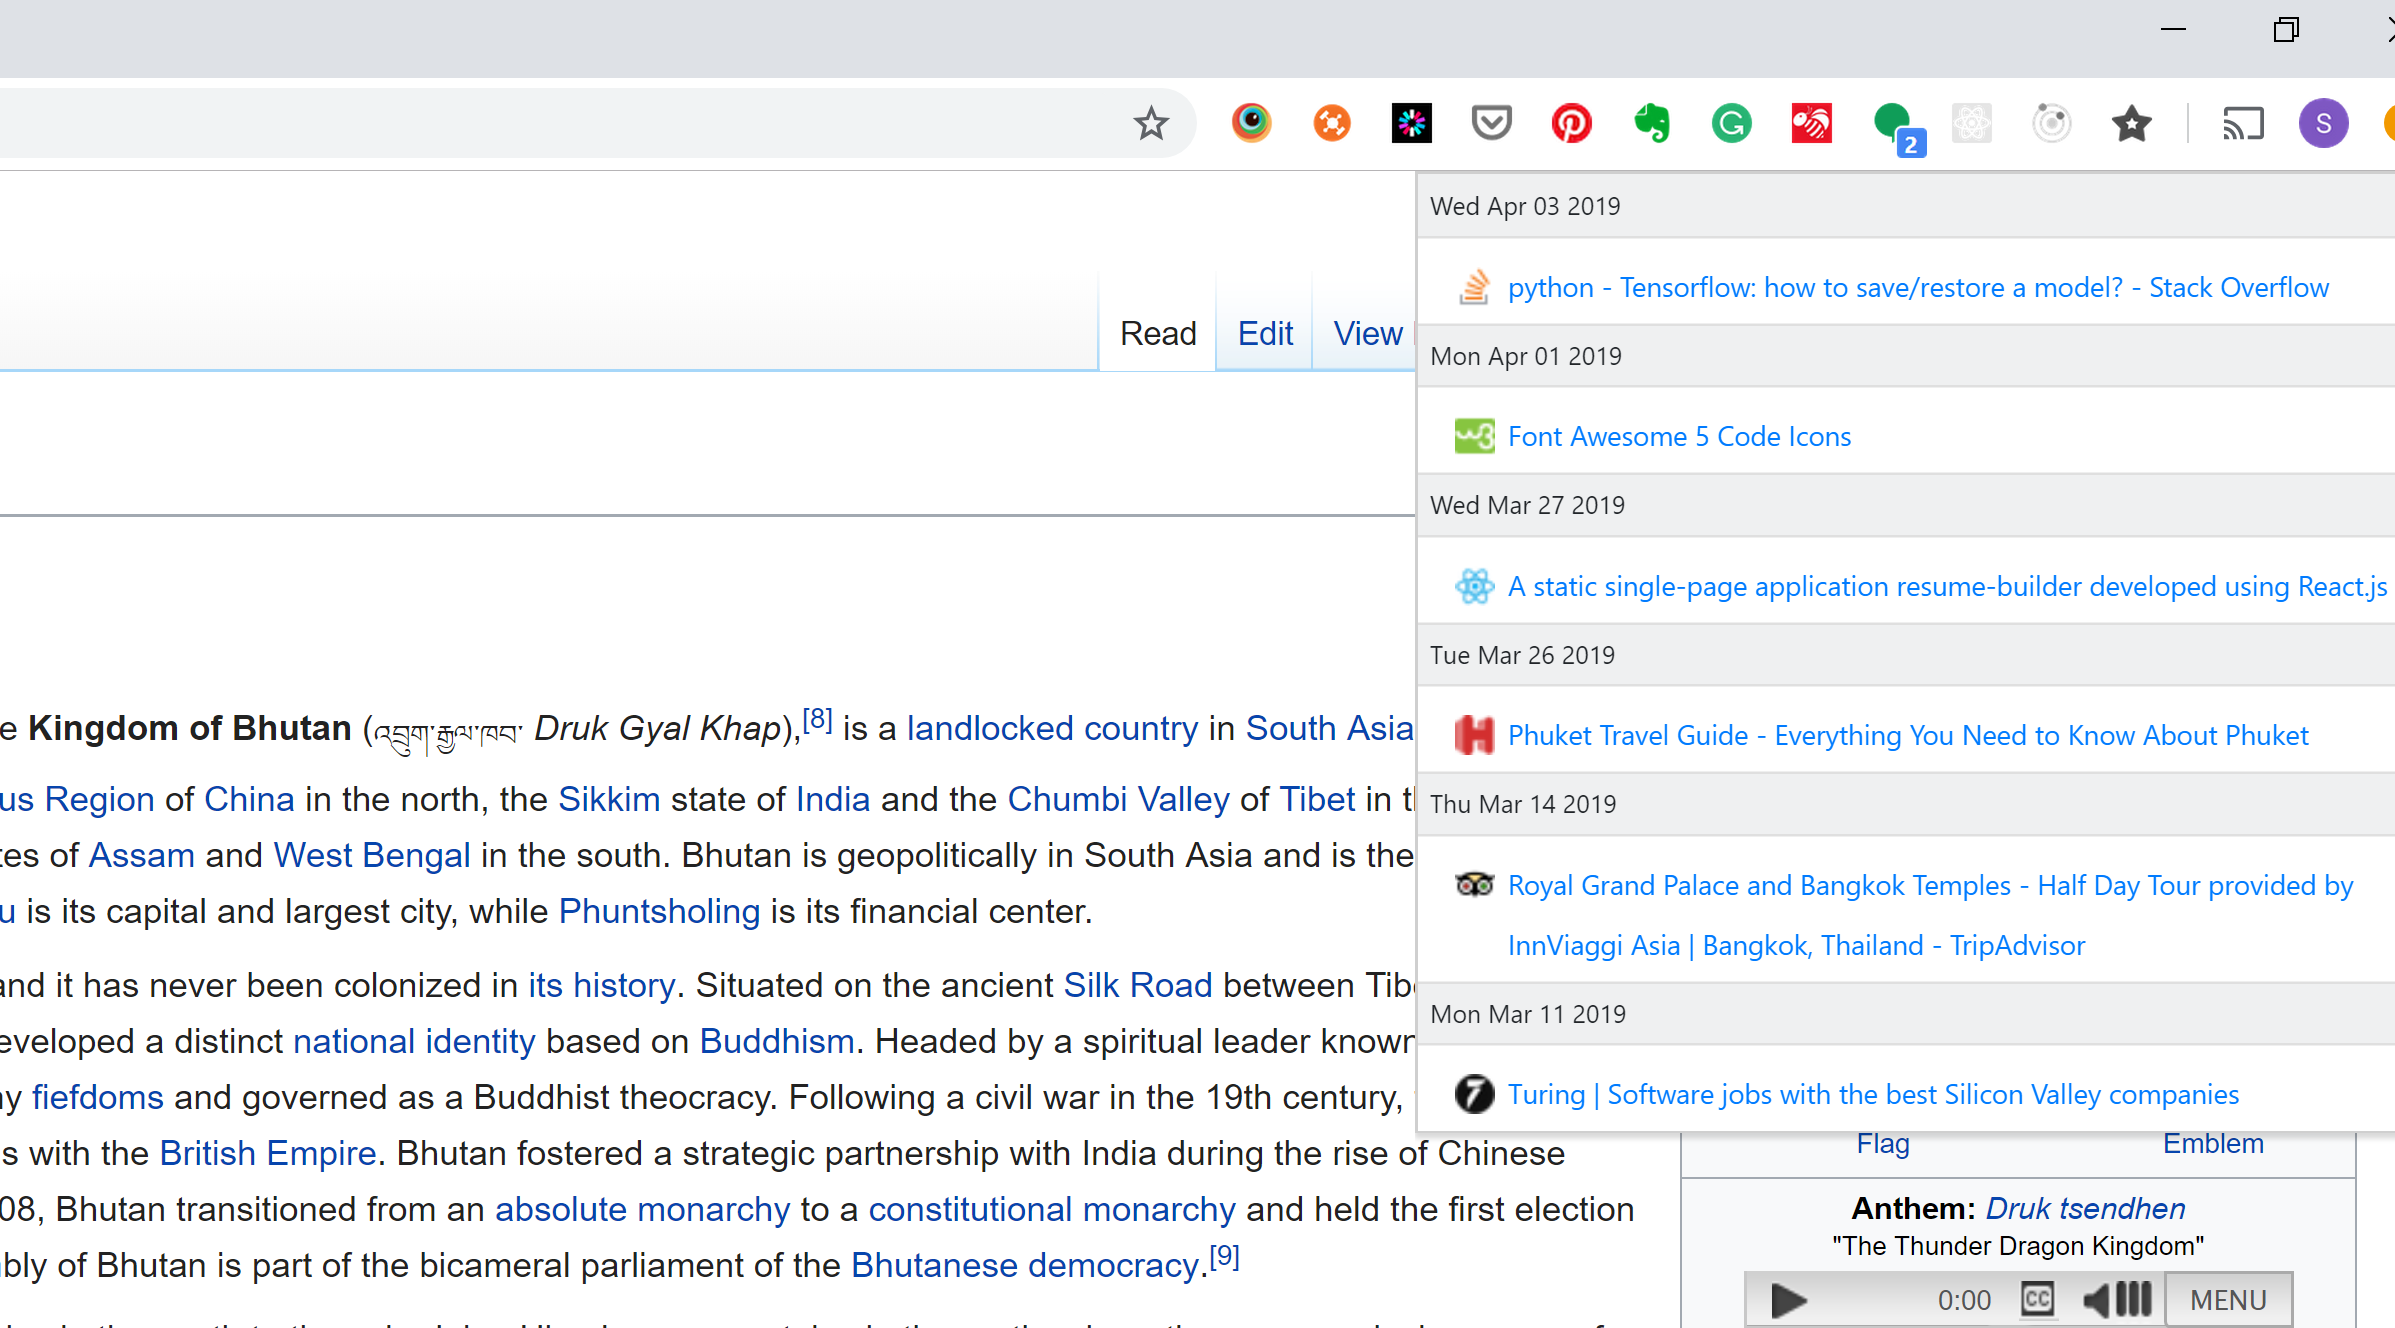 S
2
Wed Apr 03 2019
python - Tensorflow: how to save/restore a model? - Stack Overflow
Mon Apr 01 2019
Font Awesome 5 Code Icons
Wed Mar 27 2019
A static single-page application resume-builder developed using React.js
Tue Mar 26 2019
Phuket Travel Guide - Everything You Need to Know About Phuket
Thu Mar 14 2019
Royal Grand Palace and Bangkok Temples - Half Day Tour provided by
InnViaggi Asia | Bangkok, Thailand - TripAdvisor
Mon Mar 11 2019
Turing | Software jobs with the best Silicon Valley companies
Read Edit View
e Kingdom of Bhutan (འབྲུག་རྒྱལ་ཁབ་ Druk Gyal Khap),[8] is a landlocked country in South Asia
us Region of China in the north, the Sikkim state of India and the Chumbi Valley of Tibet in t
tes of Assam and West Bengal in the south. Bhutan is geopolitically in South Asia and is the
u is its capital and largest city, while Phuntsholing is its financial center.
and it has never been colonized in its history. Situated on the ancient Silk Road between Tib
eveloped a distinct national identity based on Buddhism. Headed by a spiritual leader known
ny fiefdoms and governed as a Buddhist theocracy. Following a civil war in the 19th century,
s with the British Empire. Bhutan fostered a strategic partnership with India during the rise of Chinese
08, Bhutan transitioned from an absolute monarchy to a constitutional monarchy and held the first election
bly of Bhutan is part of the bicameral parliament of the Bhutanese democracy.[9]
Flag Emblem
Anthem: Druk tsendhen
"The Thunder Dragon Kingdom"
0:00 CC MENU